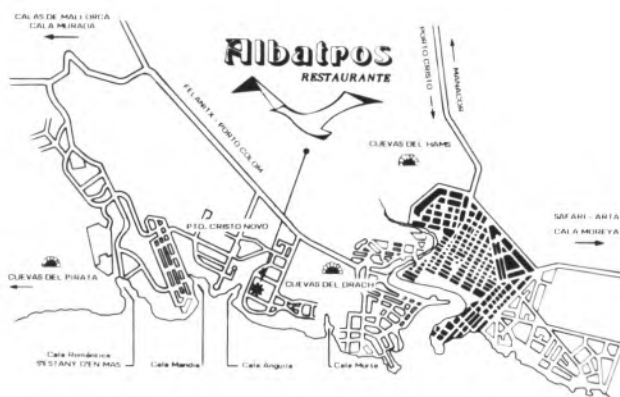 CALAS DE MALLORCA
CALA MURADA
Albatros
RESTAURANTE
PORTO CRISTO
MANACOR
FELANITX - PORTO COLOM
CUEVAS DEL HAMS
SAFARI - ARTA
CALA MOREYA
PTO. CRISTO NOVO
CUEVAS DEL PIRATA
CUEVAS DEL DRACH
Cala Romántica
S'ESTANY D'EN MAS
Cala Mandia
Cala Anguila
Cala Murta